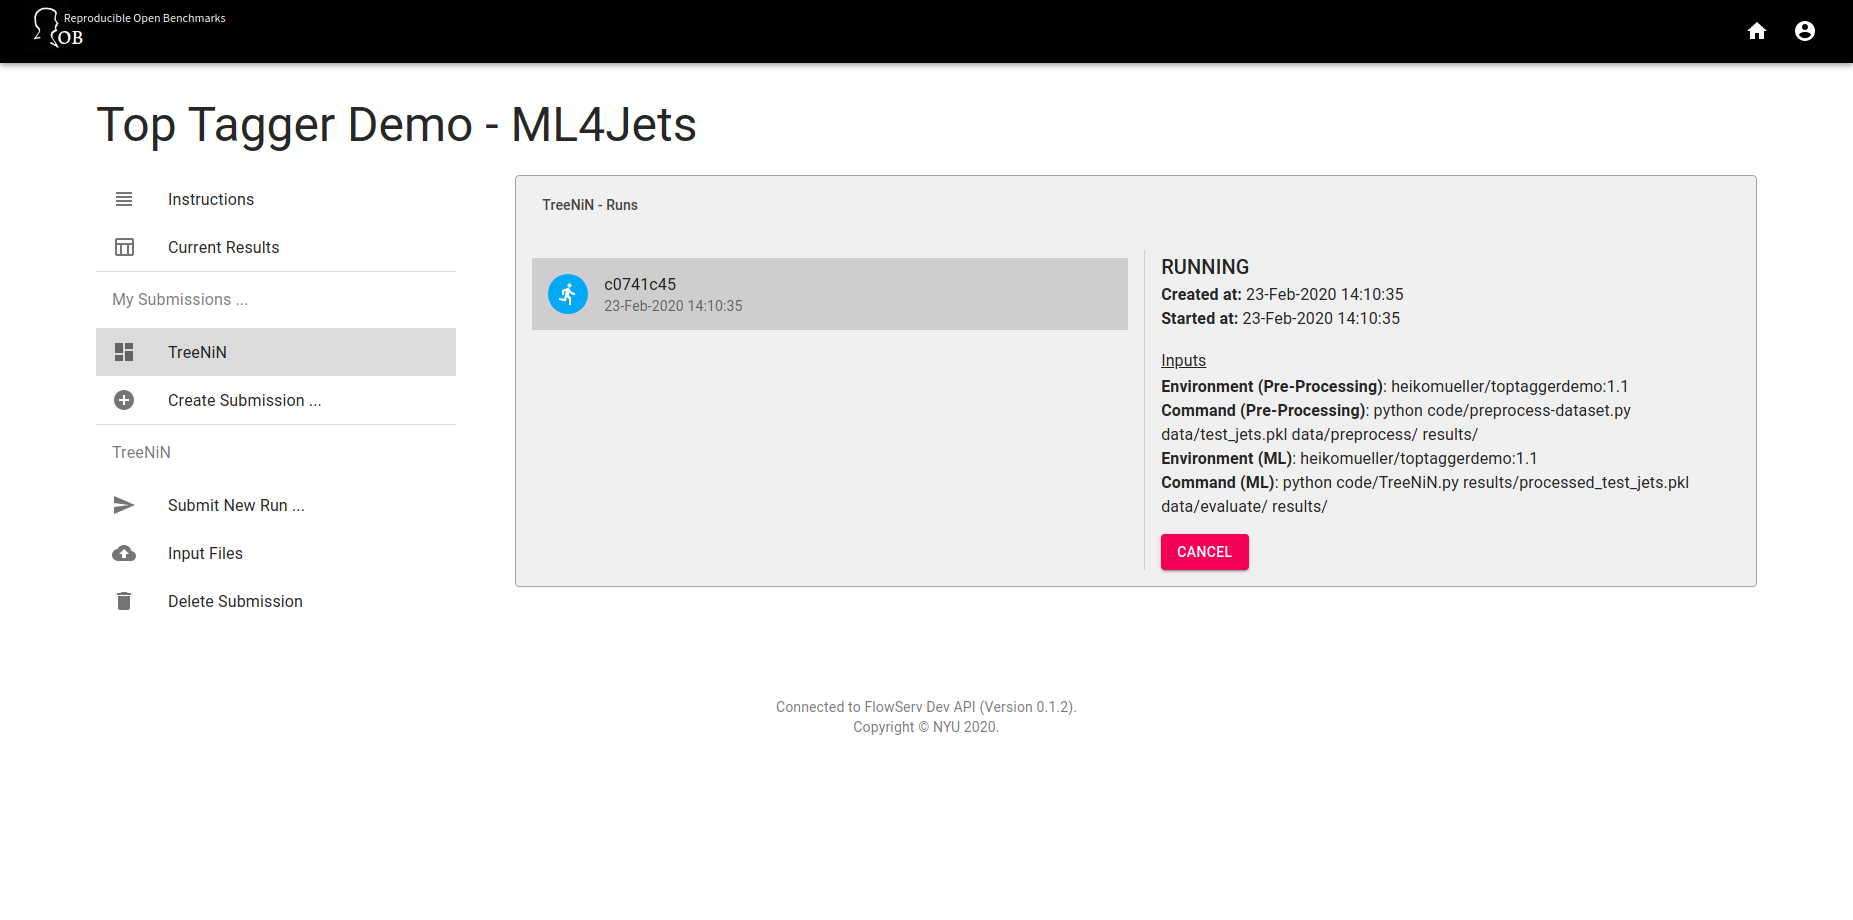 Reproducible Open Benchmarks
OB
Top Tagger Demo - ML4Jets
Instructions
Current Results
My Submissions ...
TreeNiN
Create Submission ...
TreeNiN
Submit New Run ...
Input Files
Delete Submission
TreeNiN - Runs
c0741c45
23-Feb-2020 14:10:35
RUNNING
Created at: 23-Feb-2020 14:10:35
Started at: 23-Feb-2020 14:10:35
Inputs
Environment (Pre-Processing): heikomueller/toptaggerdemo:1.1
Command (Pre-Processing): python code/preprocess-dataset.py
data/test_jets.pkl data/preprocess/ results/
Environment (ML): heikomueller/toptaggerdemo:1.1
Command (ML): python code/TreeNiN.py results/processed_test_jets.pkl
data/evaluate/ results/
CANCEL
Connected to FlowServ Dev API (Version 0.1.2).
Copyright © NYU 2020.